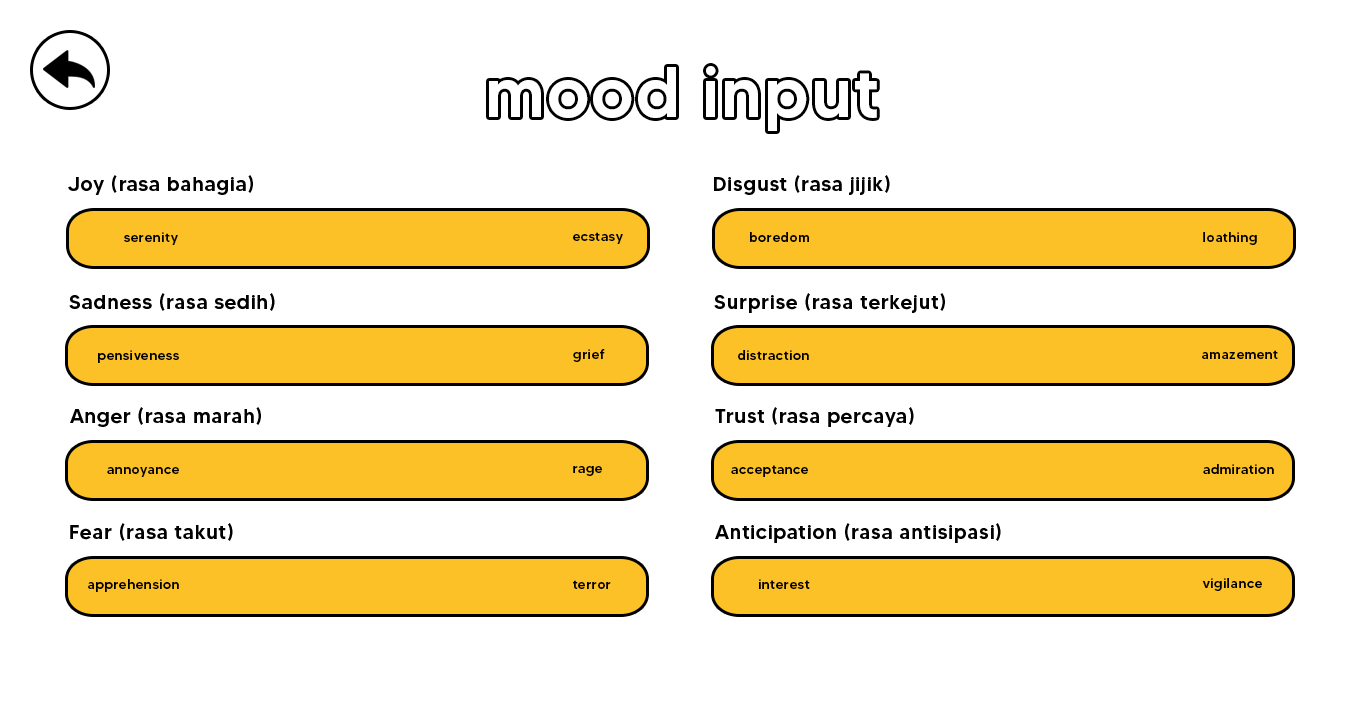 mood input
Joy (rasa bahagia)
serenity ecstasy
Sadness (rasa sedih)
pensiveness grief
Anger (rasa marah)
annoyance rage
Fear (rasa takut)
apprehension terror
Disgust (rasa jijik)
boredom loathing
Surprise (rasa terkejut)
distraction amazement
Trust (rasa percaya)
acceptance admiration
Anticipation (rasa antisipasi)
interest vigilance